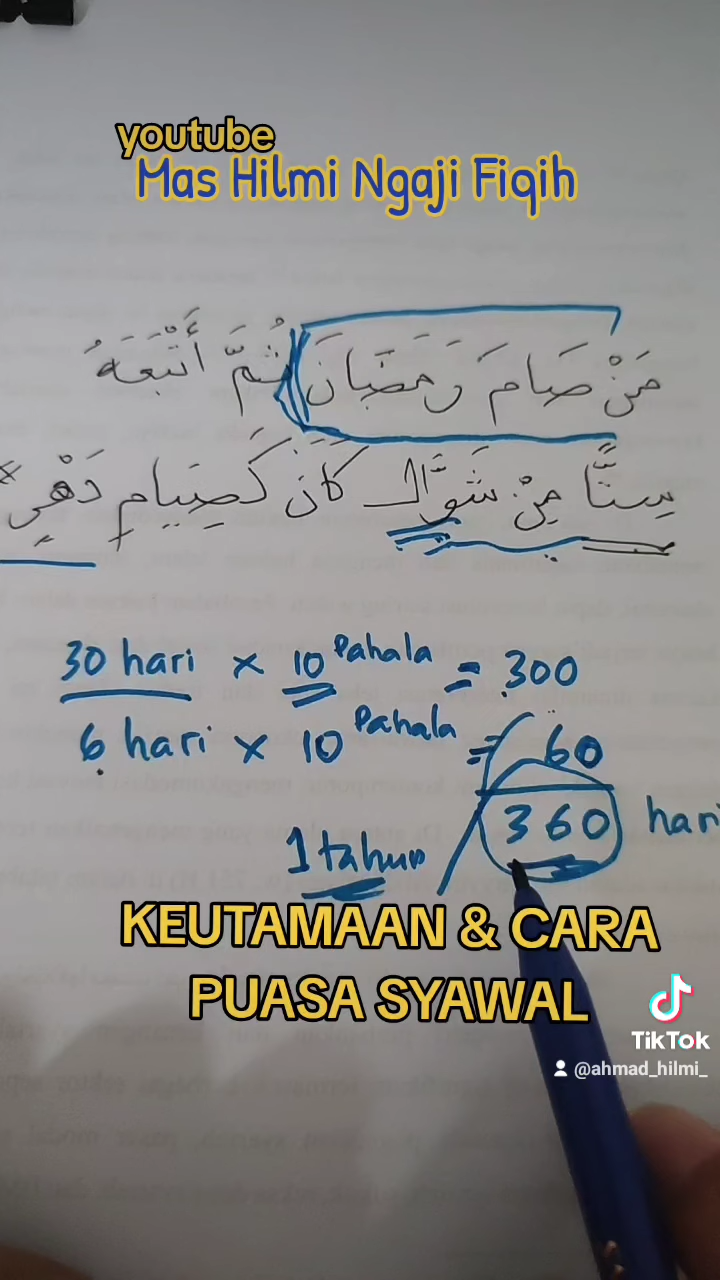 youtube
Mas Hilmi Ngaji Fiqih
مَنْ صَامَ رَمَضَانَ ثُمَّ أَتْبَعَهُ
سِتًّا مِنْ شَوَّالٍ كَانَ كَصِيَامِ دَهْرٍ
30 hari x 10 Pahala = 300
6 hari x 10 Pahala = 60
360 hari
1 tahun
KEUTAMAAN & CARA
PUASA SYAWAL
TikTok
@ahmad_hilmi_